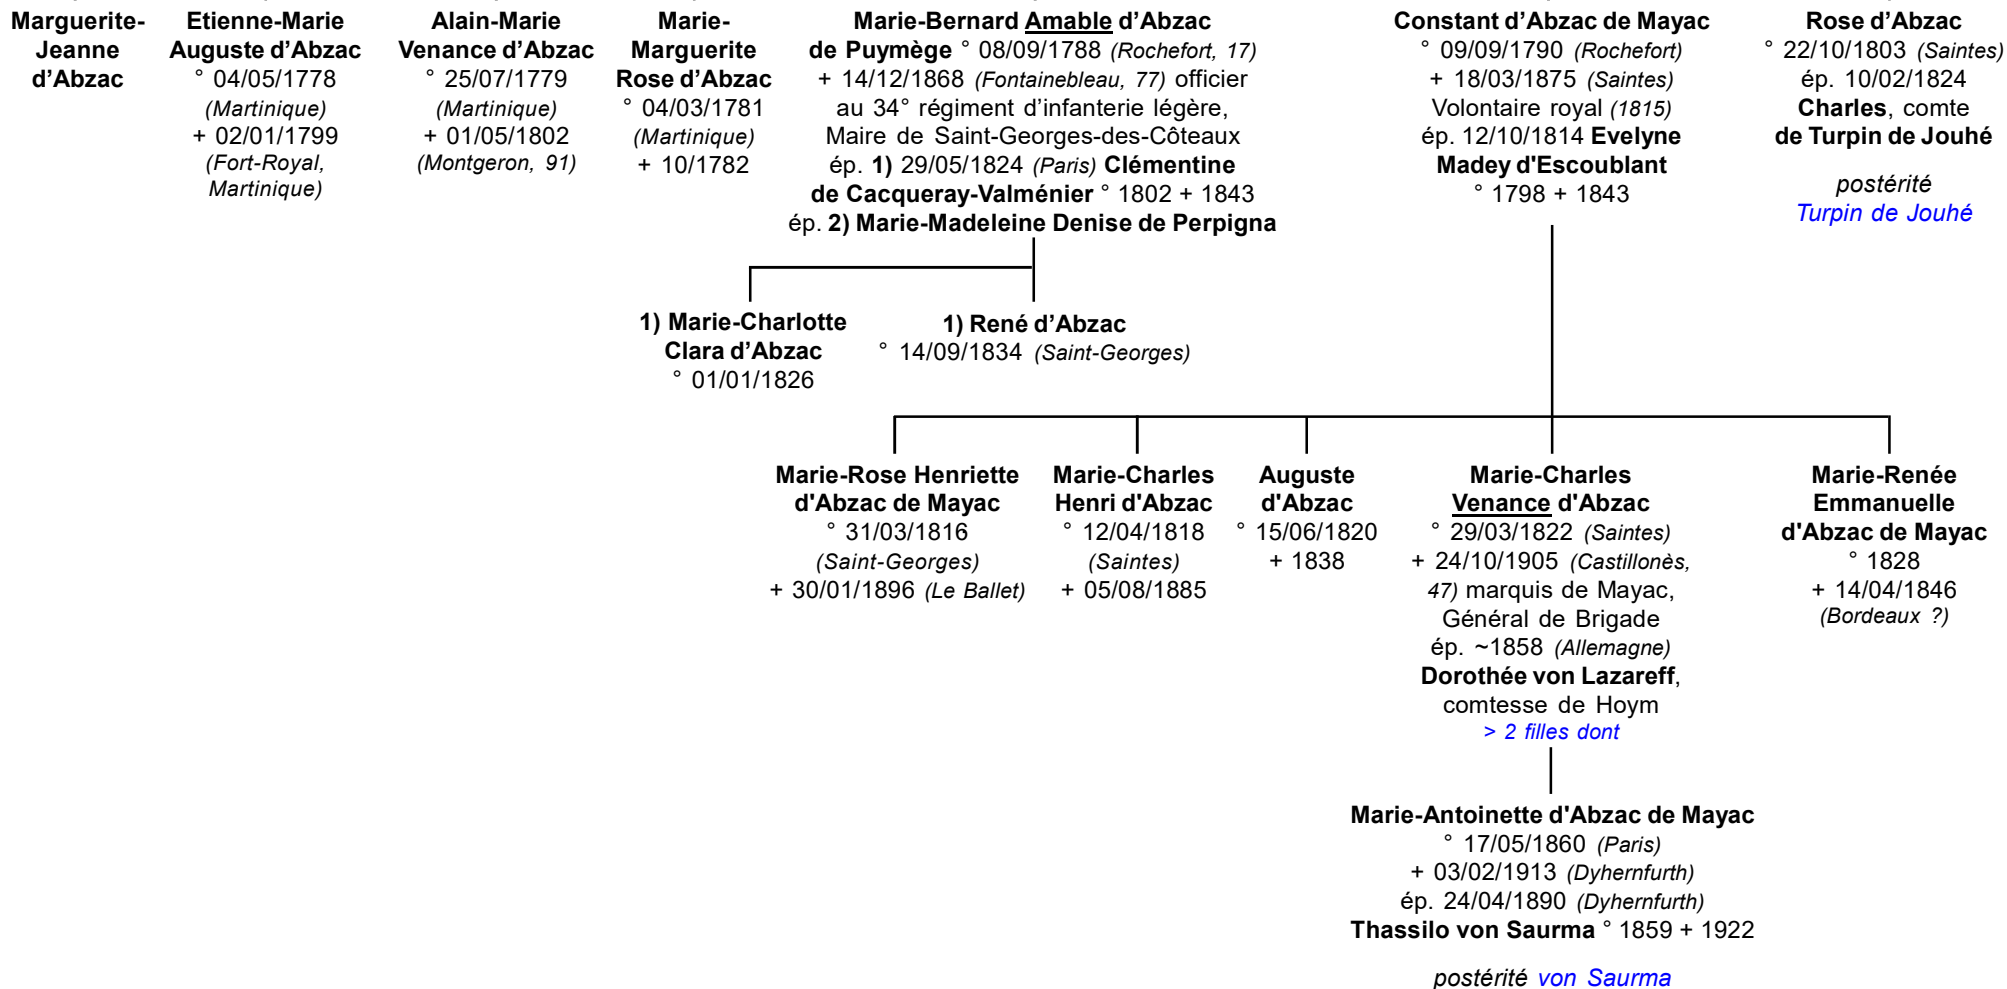 Marguerite-
Jeanne
d’Abzac
Etienne-Marie
Auguste d’Abzac
° 04/05/1778
(Martinique)
+ 02/01/1799
(Fort-Royal,
Martinique)
Alain-Marie
Venance d’Abzac
° 25/07/1779
(Martinique)
+ 01/05/1802
(Montgeron, 91)
Marie-
Marguerite
Rose d’Abzac
° 04/03/1781
(Martinique)
+ 10/1782
Marie-Bernard Amable d’Abzac
de Puymège ° 08/09/1788 (Rochefort, 17)
+ 14/12/1868 (Fontainebleau, 77) officier
au 34° régiment d’infanterie légère,
Maire de Saint-Georges-des-Côteaux
ép. 1) 29/05/1824 (Paris) Clémentine
de Cacqueray-Valménier ° 1802 + 1843
ép. 2) Marie-Madeleine Denise de Perpigna
Constant d’Abzac de Mayac
° 09/09/1790 (Rochefort)
+ 18/03/1875 (Saintes)
Volontaire royal (1815)
ép. 12/10/1814 Evelyne
Madey d'Escoublant
° 1798 + 1843
Rose d’Abzac
° 22/10/1803 (Saintes)
ép. 10/02/1824
Charles, comte
de Turpin de Jouhé
postérité
Turpin de Jouhé
1) Marie-Charlotte
Clara d’Abzac
° 01/01/1826
1) René d’Abzac
° 14/09/1834 (Saint-Georges)
Marie-Rose Henriette
d'Abzac de Mayac
° 31/03/1816
(Saint-Georges)
+ 30/01/1896 (Le Ballet)
Marie-Charles
Henri d'Abzac
° 12/04/1818
(Saintes)
+ 05/08/1885
Auguste
d'Abzac
° 15/06/1820
+ 1838
Marie-Charles
Venance d'Abzac
° 29/03/1822 (Saintes)
+ 24/10/1905 (Castillonès,
47) marquis de Mayac,
Général de Brigade
ép. ~1858 (Allemagne)
Dorothée von Lazareff,
comtesse de Hoym
> 2 filles dont
Marie-Renée
Emmanuelle
d'Abzac de Mayac
° 1828
+ 14/04/1846
(Bordeaux ?)
Marie-Antoinette d'Abzac de Mayac
° 17/05/1860 (Paris)
+ 03/02/1913 (Dyhernfurth)
ép. 24/04/1890 (Dyhernfurth)
Thassilo von Saurma ° 1859 + 1922
postérité von Saurma